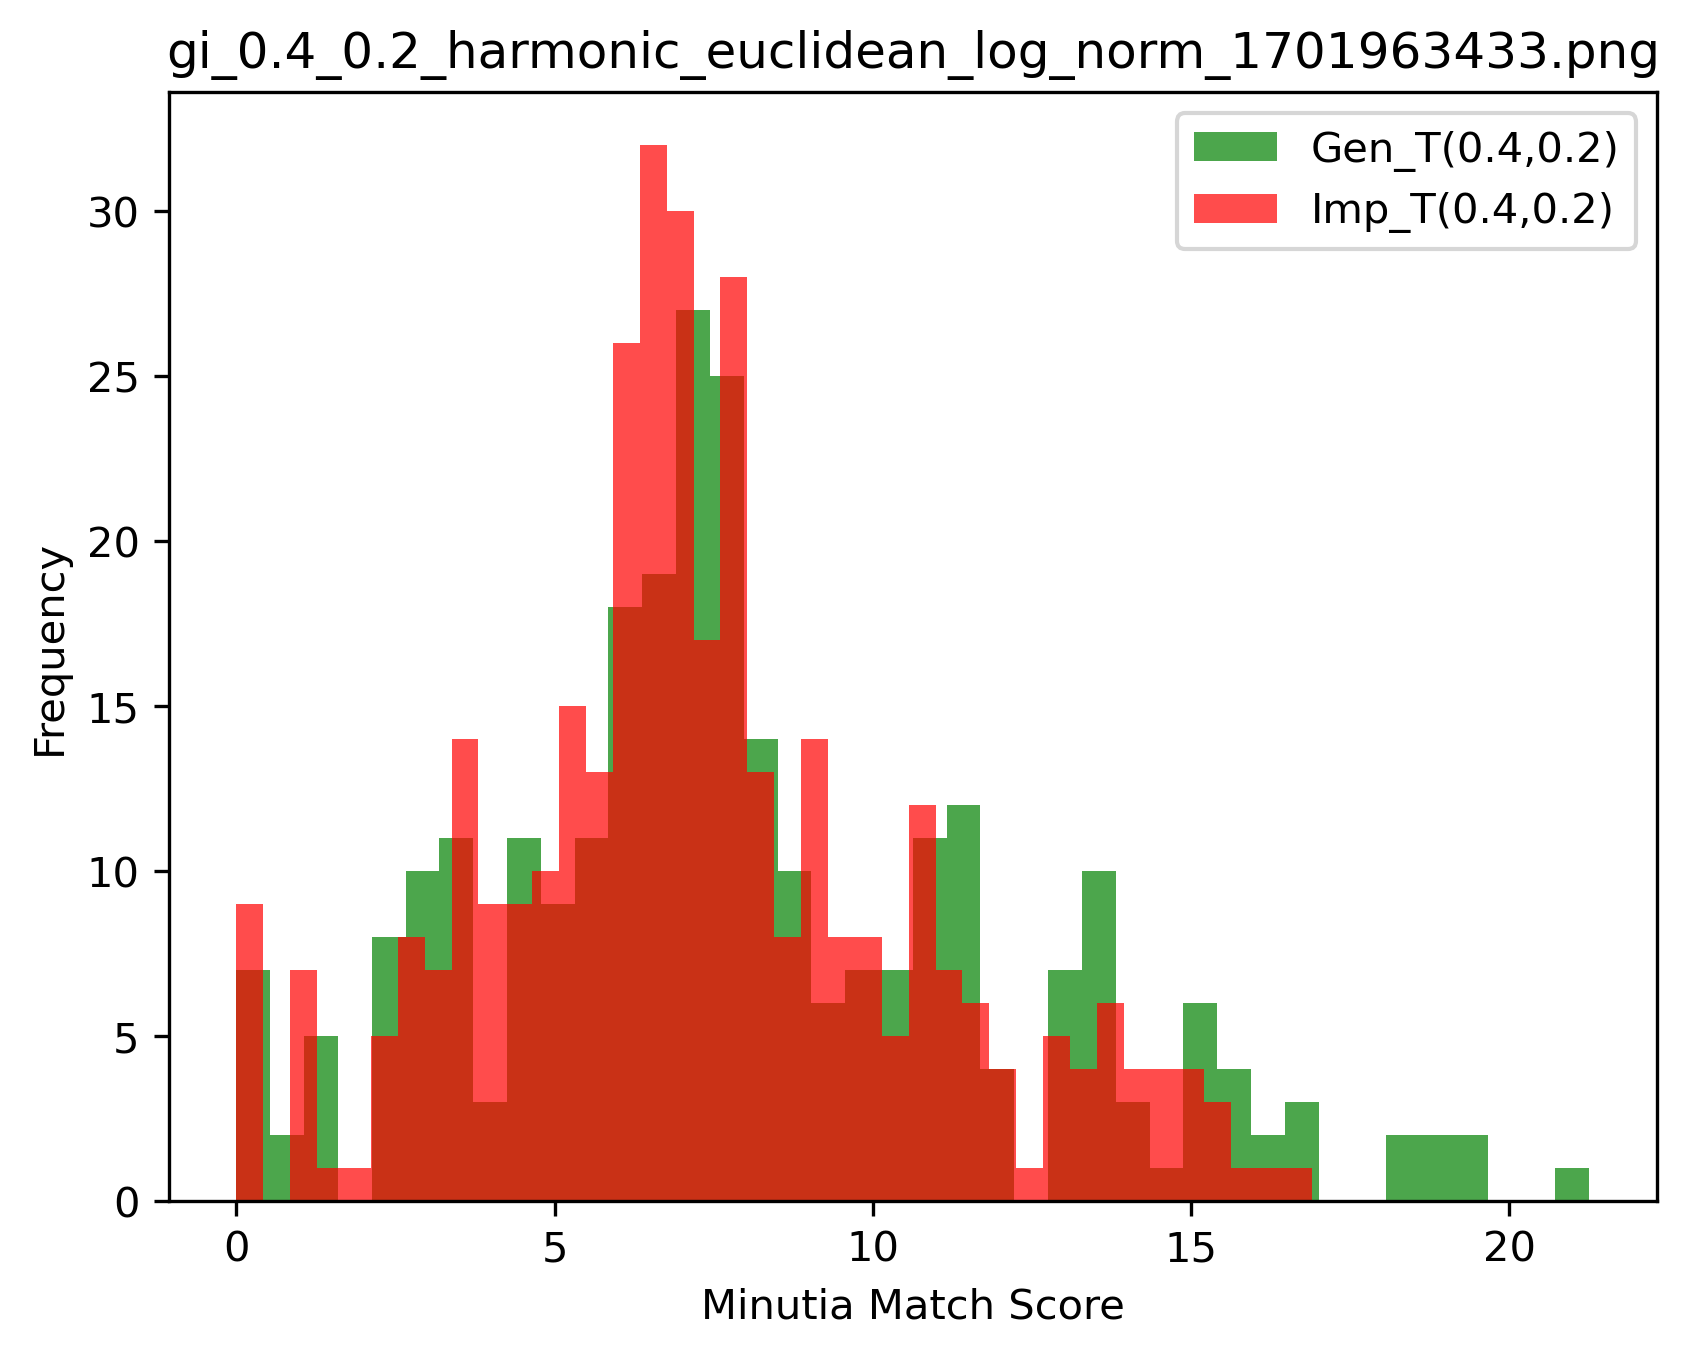 gi_0.4_0.2_harmonic_euclidean_log_norm_1701963433.png
Gen_T(0.4,0.2)
Imp_T(0.4,0.2)
30
25
20
15
10
5
0
Frequency
0 5 10 15 20
Minutia Match Score